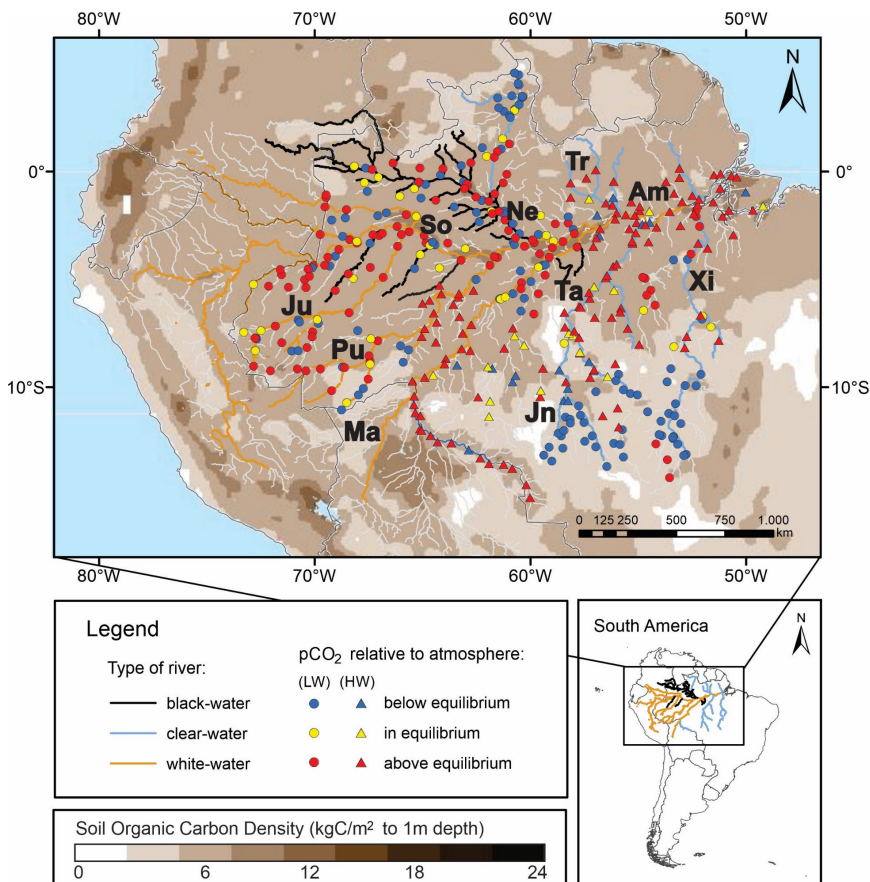 80°W 70°W 60°W 50°W
N
0° 0°
Tr
Am
So Ne
Ta
Xi
Ju
Pu
10°S 10°S
Jn
Ma
0 125 250 500 750 1.000
km
80°W 70°W 60°W 50°W
Legend
Type of river: pCO₂ relative to atmosphere:
(LW) (HW)
black-water below equilibrium
clear-water in equilibrium
white-water above equilibrium
Soil Organic Carbon Density (kgC/m² to 1m depth)
0 6 12 18 24
South America
N